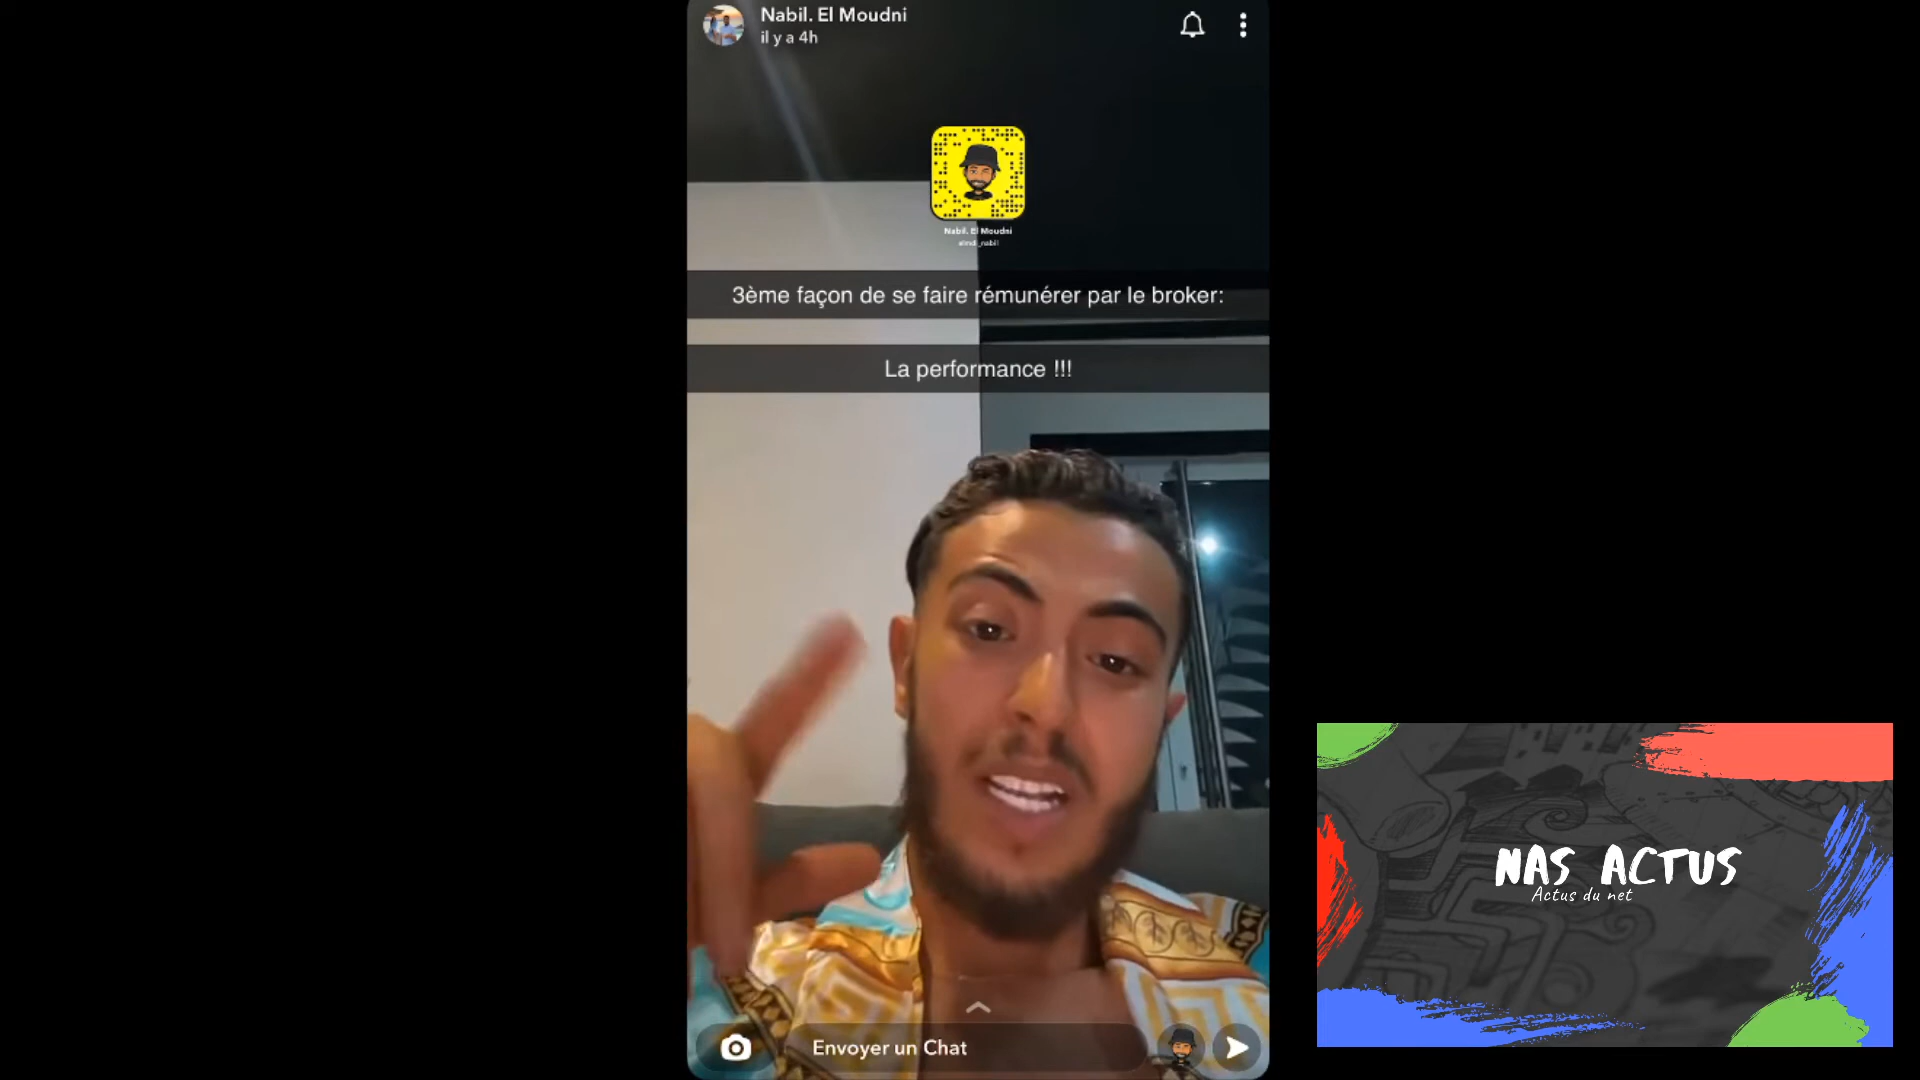 Nabil. El Moudni
il y a 4h
Nabil. El Moudni
3ème façon de se faire rémunérer par le broker:
La performance !!!
Envoyer un Chat
NAS ACTUS
Actus du net